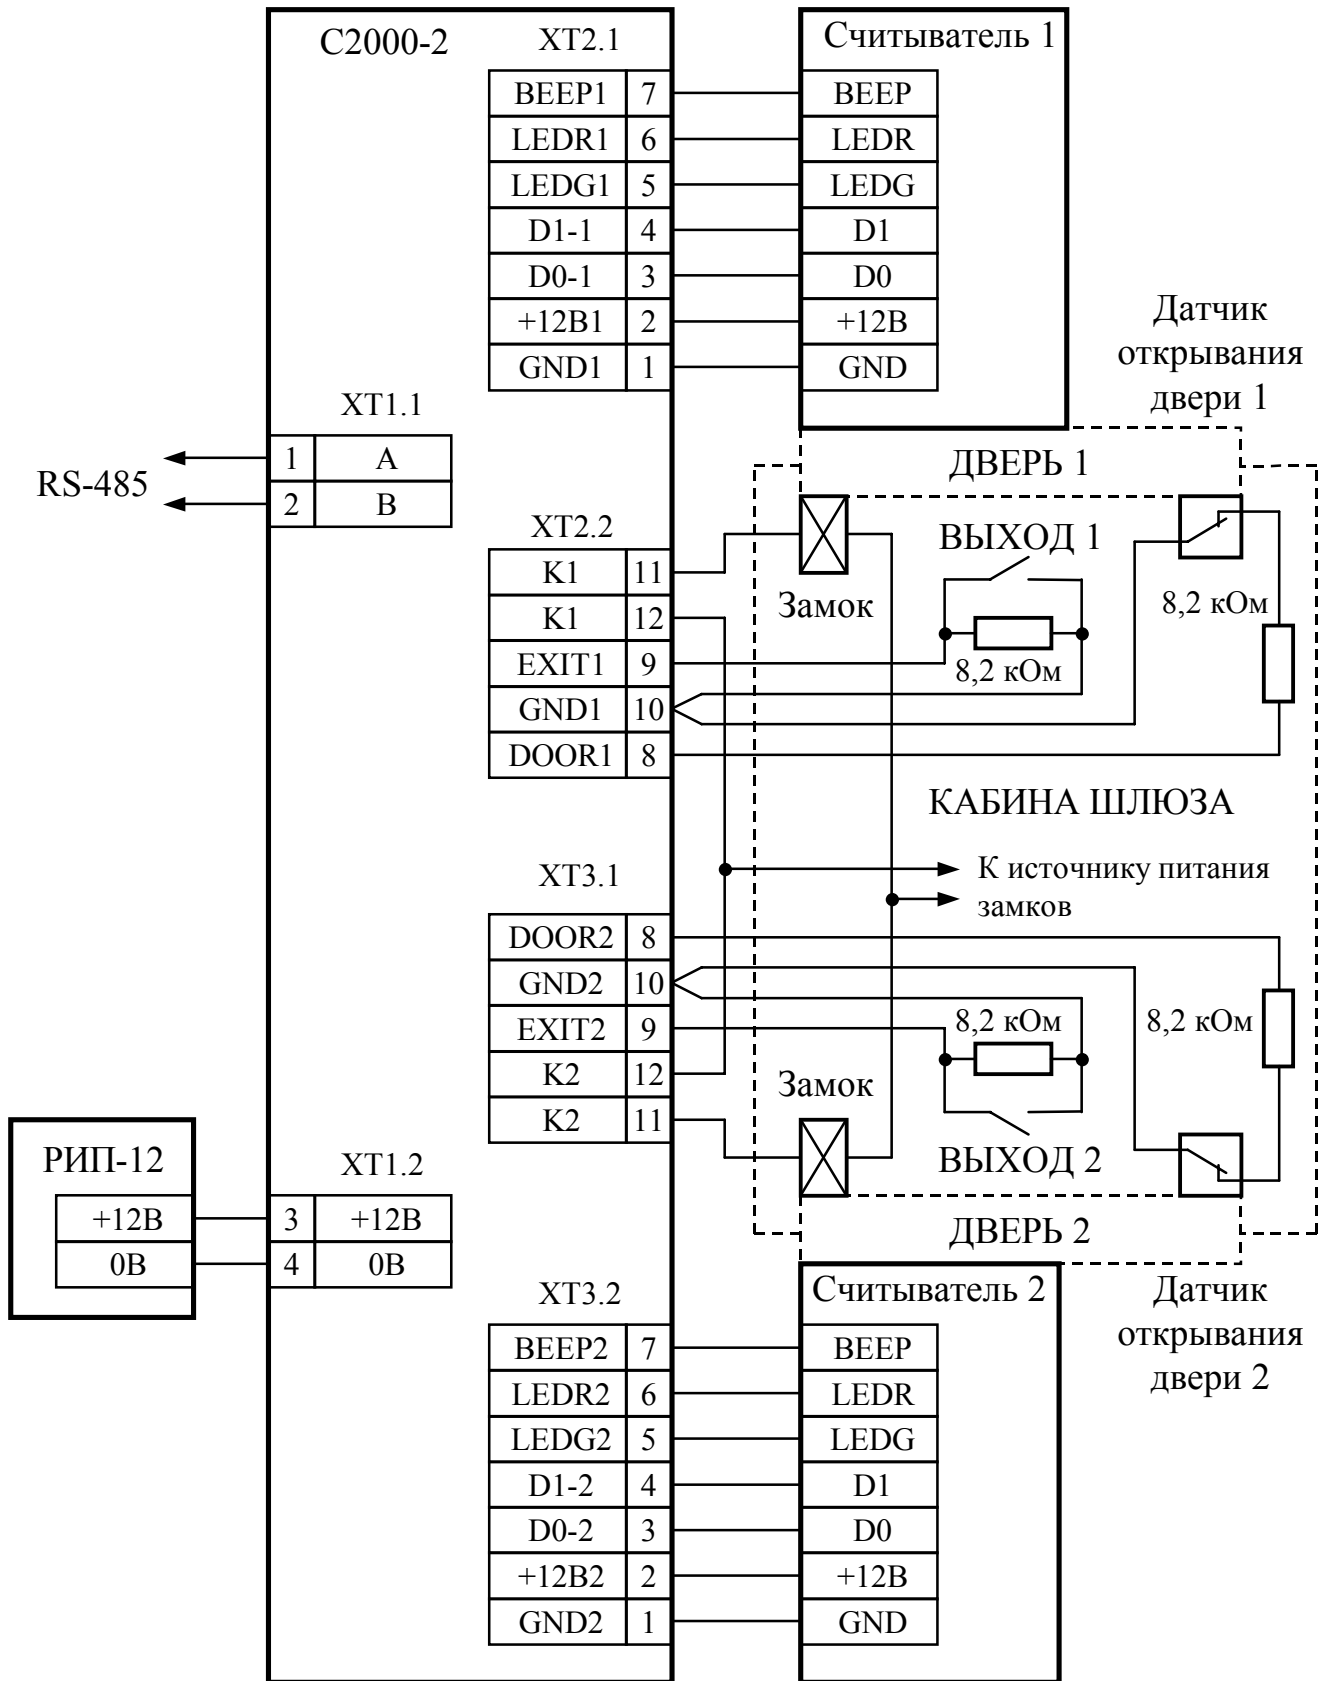 С2000-2
XT2.1
BEEP1 7
LEDR1 6
LEDG1 5
D1-1 4
D0-1 3
+12В1 2
GND1 1
Считыватель 1
BEEP
LEDR
LEDG
D1
D0
+12В
GND
Датчик
открывания
двери 1
XT1.1
1 A
2 B
RS-485
XT2.2
K1 11
K1 12
EXIT1 9
GND1 10
DOOR1 8
ДВЕРЬ 1
ВЫХОД 1
Замок
8,2 кОм
8,2 кОм
КАБИНА ШЛЮЗА
К источнику питания
замков
XT3.1
DOOR2 8
GND2 10
EXIT2 9
K2 12
K2 11
8,2 кОм
8,2 кОм
Замок
ВЫХОД 2
ДВЕРЬ 2
РИП-12
+12В
0В
XT1.2
3 +12В
4 0В
XT3.2
BEEP2 7
LEDR2 6
LEDG2 5
D1-2 4
D0-2 3
+12В2 2
GND2 1
Считыватель 2
BEEP
LEDR
LEDG
D1
D0
+12В
GND
Датчик
открывания
двери 2